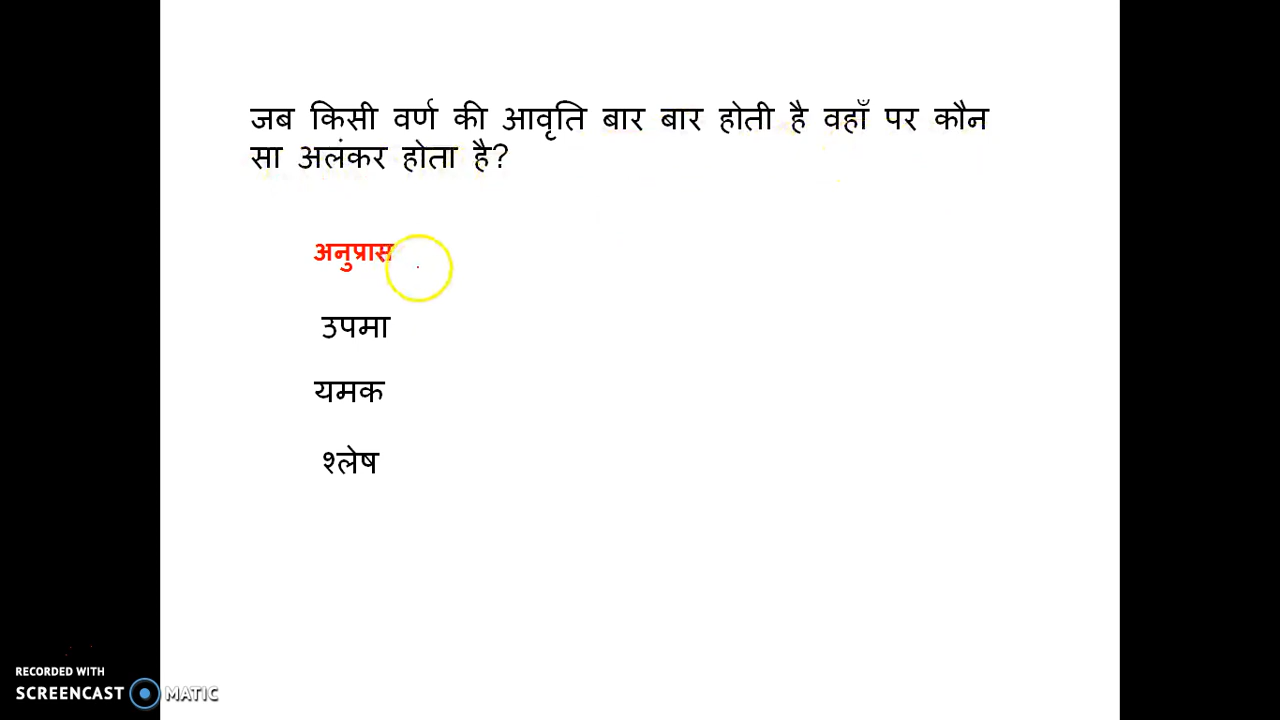 जब किसी वर्ण की आवृति बार बार होती है वहाँ पर कौन
सा अलंकर होता है?
अनुप्रास
उपमा
यमक
श्लेष
RECORDED WITH
SCREENCAST MATIC